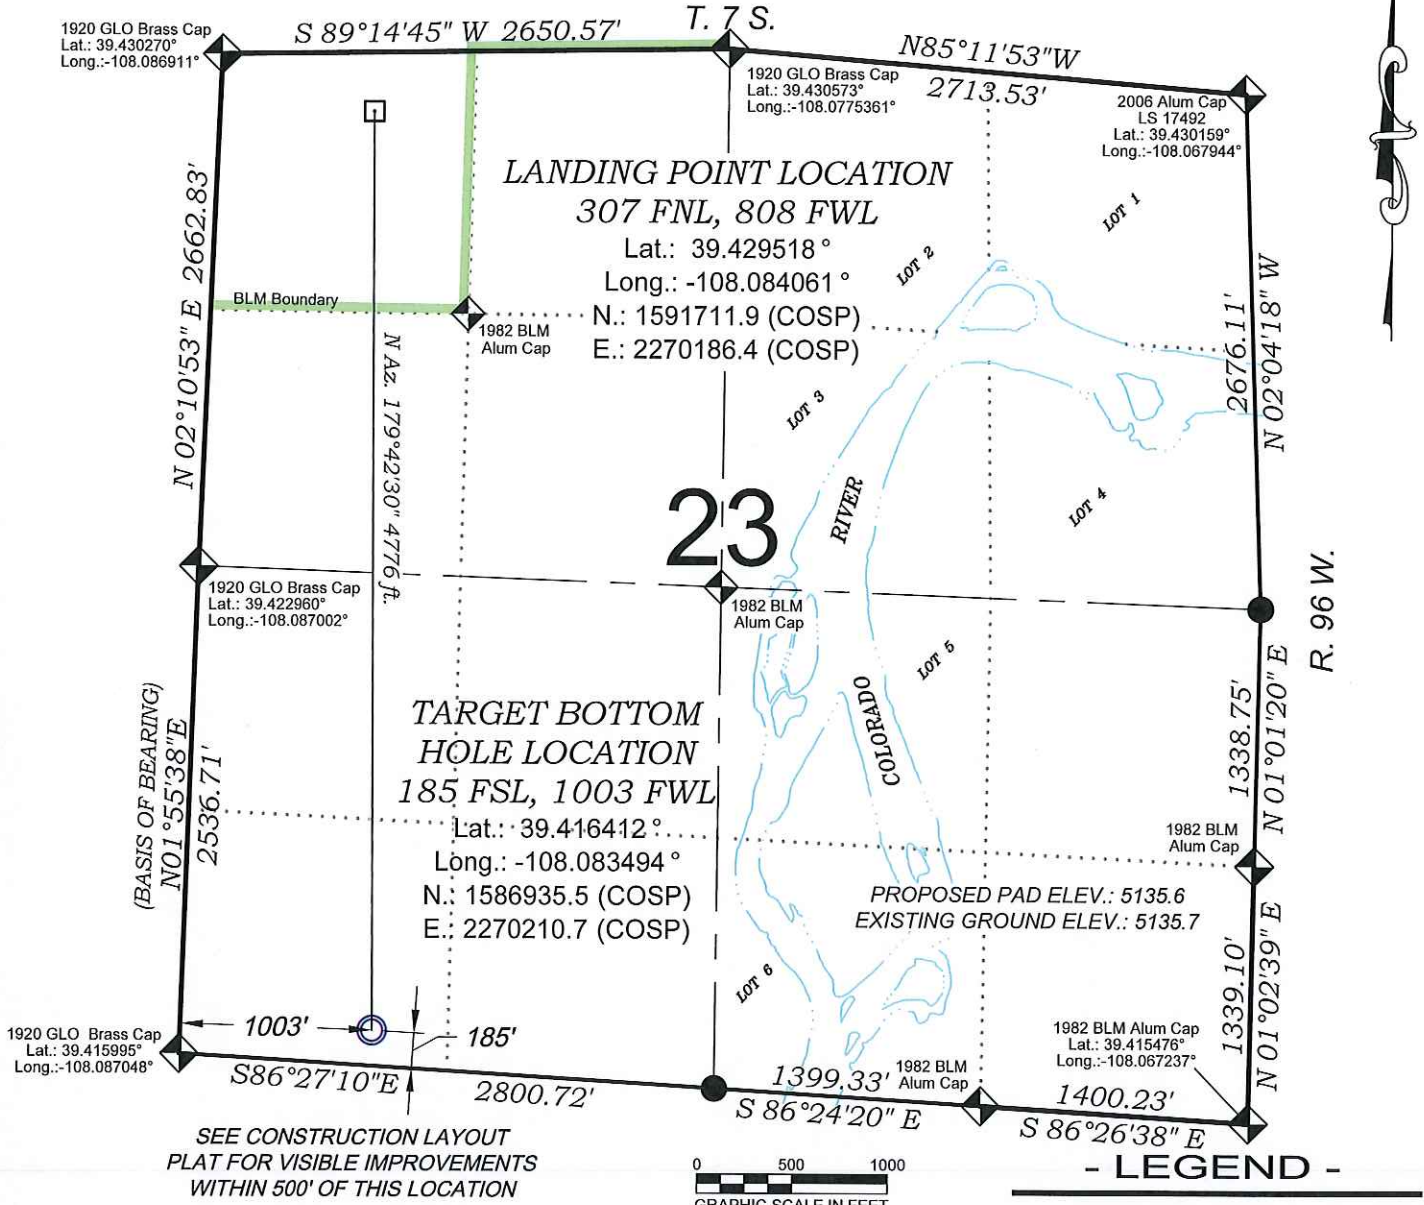 T. 7 S.
1920 GLO Brass Cap
Lat.: 39.430270°
Long.:-108.086911°
S 89°14'45" W 2650.57'
N85°11'53"W
2713.53'
1920 GLO Brass Cap
Lat.: 39.430573°
Long.:-108.0775361°
2006 Alum Cap
LS 17492
Lat.: 39.430159°
Long.:-108.067944°
LANDING POINT LOCATION
307 FNL, 808 FWL
Lat.: 39.429518°
Long.: -108.084061°
N.: 1591711.9 (COSP)
E.: 2270186.4 (COSP)
LOT 1
LOT 2
N 02°10'53" E 2662.83'
BLM Boundary
1982 BLM
Alum Cap
N Az. 179°42'30" 4776 ft.
LOT 3
LOT 4
2676.11'
N 02°04'18" W
23
RIVER
1920 GLO Brass Cap
Lat.: 39.422960°
Long.:-108.087002°
1982 BLM
Alum Cap
R. 96 W.
LOT 5
COLORADO
TARGET BOTTOM
HOLE LOCATION
185 FSL, 1003 FWL
Lat.: 39.416412°
Long.: -108.083494°
N.: 1586935.5 (COSP)
E.: 2270210.7 (COSP)
(BASIS OF BEARING)
N01°55'38"E
2536.71'
1338.75'
N 01°01'20" E
1982 BLM
Alum Cap
PROPOSED PAD ELEV.: 5135.6
EXISTING GROUND ELEV.: 5135.7
LOT 6
1339.10'
N 01°02'39" E
1003'
185'
1920 GLO Brass Cap
Lat.: 39.415995°
Long.:-108.087048°
1982 BLM Alum Cap
Lat.: 39.415476°
Long.:-108.067237°
S86°27'10"E
2800.72'
1399.33'
S 86°24'20" E
1982 BLM
Alum Cap
1400.23'
S 86°26'38" E
SEE CONSTRUCTION LAYOUT
PLAT FOR VISIBLE IMPROVEMENTS
WITHIN 500' OF THIS LOCATION
0 500 1000
GRAPHIC SCALE IN FEET
- LEGEND -